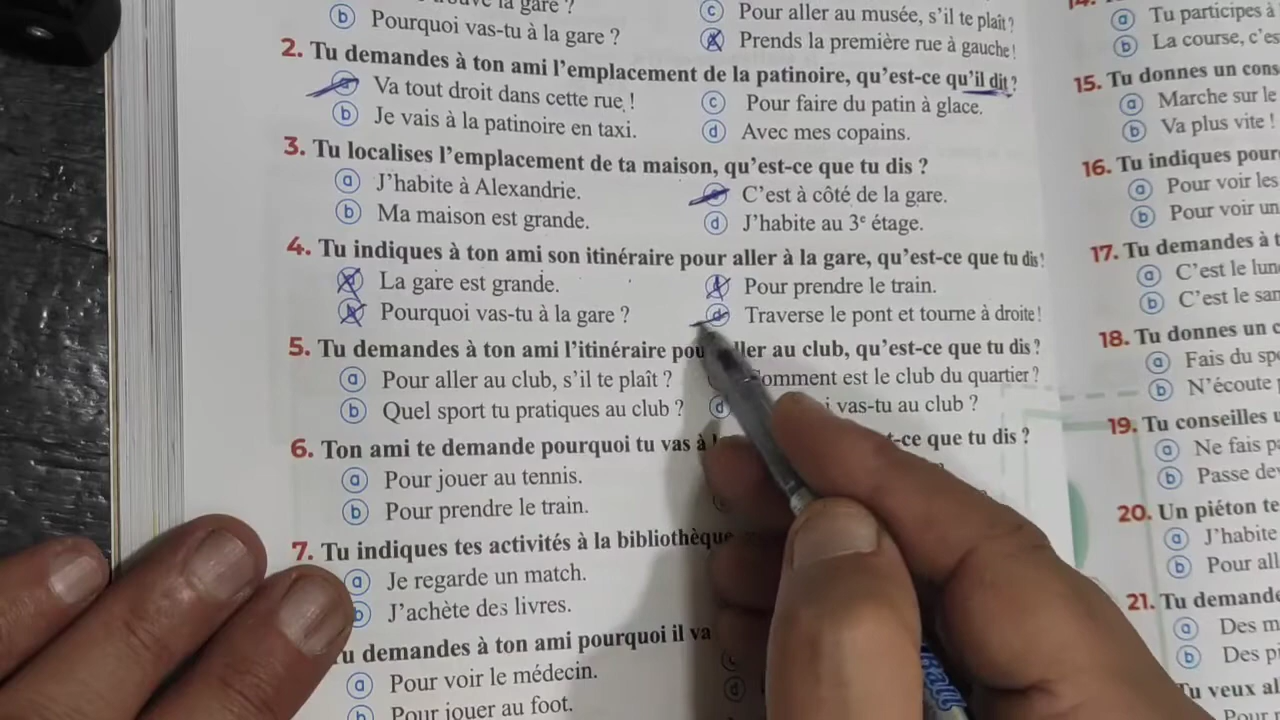 la gare ?
b Pourquoi vas-tu à la gare ?
c Pour aller au musée, s'il te plaît ?
Prends la première rue à gauche !
2. Tu demandes à ton ami l'emplacement de la patinoire, qu'est-ce qu'il dit ?
a Va tout droit dans cette rue !
b Je vais à la patinoire en taxi.
c Pour faire du patin à glace.
d Avec mes copains.
3. Tu localises l'emplacement de ta maison, qu'est-ce que tu dis ?
a J'habite à Alexandrie.
b Ma maison est grande.
c C'est à côté de la gare.
d J'habite au 3e étage.
4. Tu indiques à ton ami son itinéraire pour aller à la gare, qu'est-ce que tu dis !
a La gare est grande.
b Pourquoi vas-tu à la gare ?
c Pour prendre le train.
d Traverse le pont et tourne à droite !
5. Tu demandes à ton ami l'itinéraire pou ller au club, qu'est-ce que tu dis ?
a Pour aller au club, s'il te plaît ?
b Quel sport tu pratiques au club ?
omment est le club du quartier ?
d i vas-tu au club ?
6. Ton ami te demande pourquoi tu vas à t-ce que tu dis ?
a Pour jouer au tennis.
b Pour prendre le train.
7. Tu indiques tes activités à la bibliothèque
a Je regarde un match.
b J'achète des livres.
u demandes à ton ami pourquoi il va
a Pour voir le médecin.
b Pour jouer au foot.
c
d
14.
a Tu participes à
b La course, c'es
15. Tu donnes un cons
a Marche sur le
b Va plus vite !
16. Tu indiques pour
a Pour voir les
b Pour voir un
17. Tu demandes à t
a C'est le lun
b C'est le sar
18. Tu donnes un c
a Fais du spo
b N'écoute
19. Tu conseilles
a Ne fais pa
b Passe de
20. Un piéton te
a J'habite
b Pour all
21. Tu demande
a Des m
b Des pi
Tu veux al
Pour
Ball